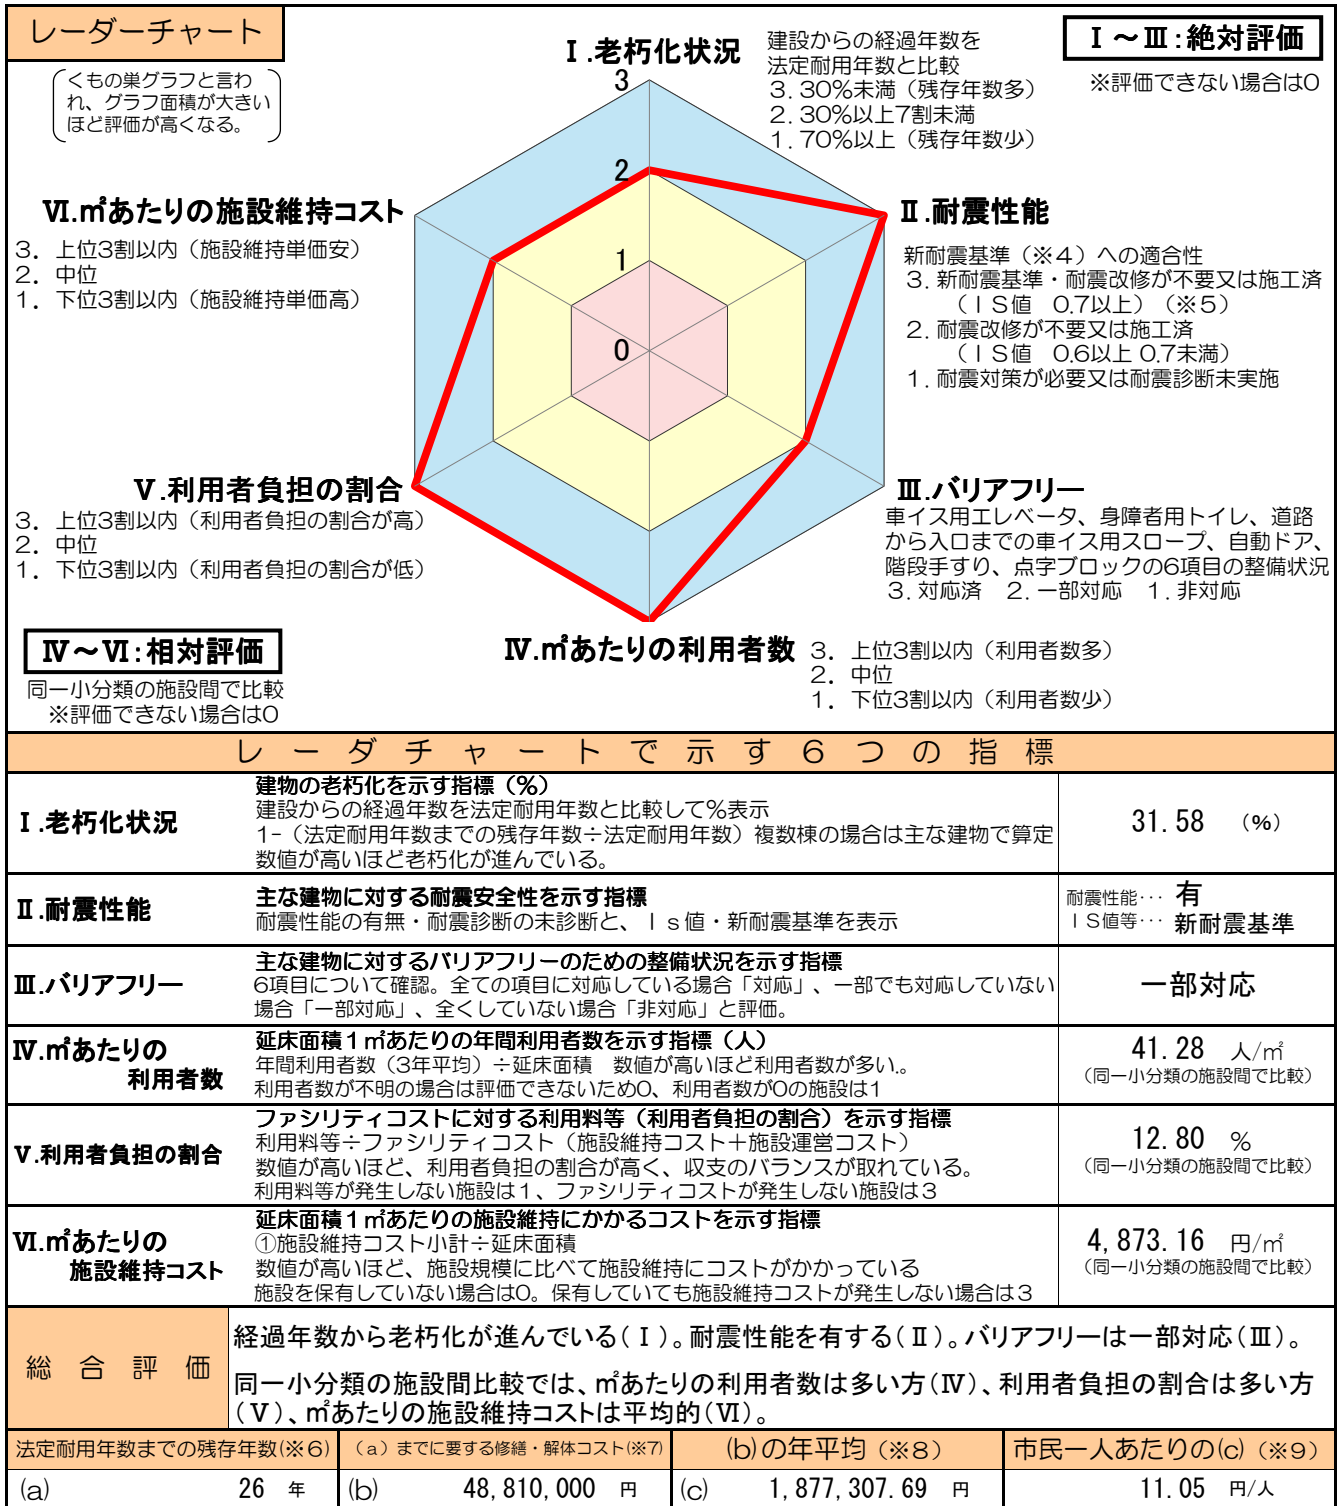 レーダーチャート
くもの巣グラフと言わ
れ、グラフ面積が大きい
ほど評価が高くなる。
Ⅰ～Ⅲ:絶対評価
※評価できない場合は0
Ⅰ.老朽化状況
建設からの経過年数を
法定耐用年数と比較
3. 30%未満（残存年数多）
2. 30%以上7割未満
1. 70%以上（残存年数少）
3
2
1
0
Ⅱ.耐震性能
新耐震基準（※4）への適合性
3. 新耐震基準・耐震改修が不要又は施工済
（ＩＳ値　0.7以上）（※5）
2. 耐震改修が不要又は施工済
（ＩＳ値　0.6以上 0.7未満）
1. 耐震対策が必要又は耐震診断未実施
Ⅵ.㎡あたりの施設維持コスト
3. 上位3割以内（施設維持単価安）
2. 中位
1. 下位3割以内（施設維持単価高）
Ⅴ.利用者負担の割合
3. 上位3割以内（利用者負担の割合が高）
2. 中位
1. 下位3割以内（利用者負担の割合が低）
Ⅲ.バリアフリー
車イス用エレベータ、身障者用トイレ、道路
から入口までの車イス用スロープ、自動ドア、
階段手すり、点字ブロックの6項目の整備状況
3. 対応済　2. 一部対応　1. 非対応
Ⅳ～Ⅵ:相対評価
同一小分類の施設間で比較
※評価できない場合は0
Ⅳ.㎡あたりの利用者数
3. 上位3割以内（利用者数多）
2. 中位
1. 下位3割以内（利用者数少）
レーダチャートで示す6つの指標
Ⅰ.老朽化状況
建物の老朽化を示す指標（%）
建設からの経過年数を法定耐用年数と比較して%表示
1-（法定耐用年数までの残存年数÷法定耐用年数）複数棟の場合は主な建物で算定
数値が高いほど老朽化が進んでいる。
31.58　（%）
Ⅱ.耐震性能
主な建物に対する耐震安全性を示す指標
耐震性能の有無・耐震診断の未診断と、Ｉｓ値・新耐震基準を表示
耐震性能… 有
ＩＳ値等… 新耐震基準
Ⅲ.バリアフリー
主な建物に対するバリアフリーのための整備状況を示す指標
6項目について確認。全ての項目に対応している場合「対応」、一部でも対応していない
場合「一部対応」、全くしていない場合「非対応」と評価。
一部対応
Ⅳ.㎡あたりの
利用者数
延床面積１㎡あたりの年間利用者数を示す指標（人）
年間利用者数（3年平均）÷延床面積　数値が高いほど利用者数が多い。
利用者数が不明の場合は評価できないため0、利用者数が0の施設は1
41.28　人/㎡
（同一小分類の施設間で比較）
Ⅴ.利用者負担の割合
ファシリティコストに対する利用料等（利用者負担の割合）を示す指標
利用料等÷ファシリティコスト（施設維持コスト＋施設運営コスト）
数値が高いほど、利用者負担の割合が高く、収支のバランスが取れている。
利用料等が発生しない施設は１、ファシリティコストが発生しない施設は３
12.80　%
（同一小分類の施設間で比較）
Ⅵ.㎡あたりの
施設維持コスト
延床面積１㎡あたりの施設維持にかかるコストを示す指標
①施設維持コスト小計÷延床面積
数値が高いほど、施設規模に比べて施設維持にコストがかかっている
施設を保有していない場合は0。保有していても施設維持コストが発生しない場合は３
4,873.16　円/㎡
（同一小分類の施設間で比較）
総合評価
経過年数から老朽化が進んでいる(Ⅰ)。耐震性能を有する(Ⅱ)。バリアフリーは一部対応(Ⅲ)。
同一小分類の施設間比較では、㎡あたりの利用者数は多い方(Ⅳ)、利用者負担の割合は多い方
(Ⅴ)、㎡あたりの施設維持コストは平均的(Ⅵ)。
法定耐用年数までの残存年数(※6)
（a）までに要する修繕・解体コスト(※7)
(b)の年平均（※8）
市民一人あたりの(c)（※9）
(a)　26　年
(b)　48,810,000　円
(c)　1,877,307.69　円
11.05　円/人